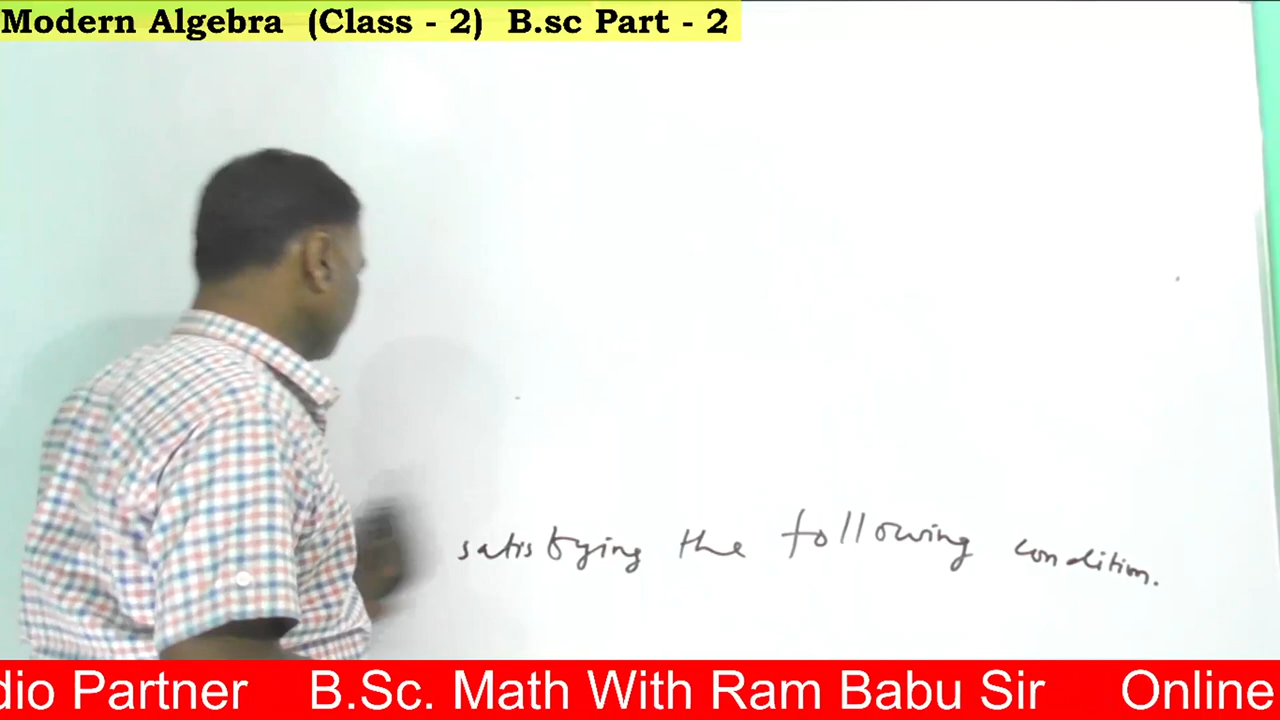 Modern Algebra (Class - 2) B.sc Part - 2
satisfying the following condition.
dio Partner B.Sc. Math With Ram Babu Sir Online